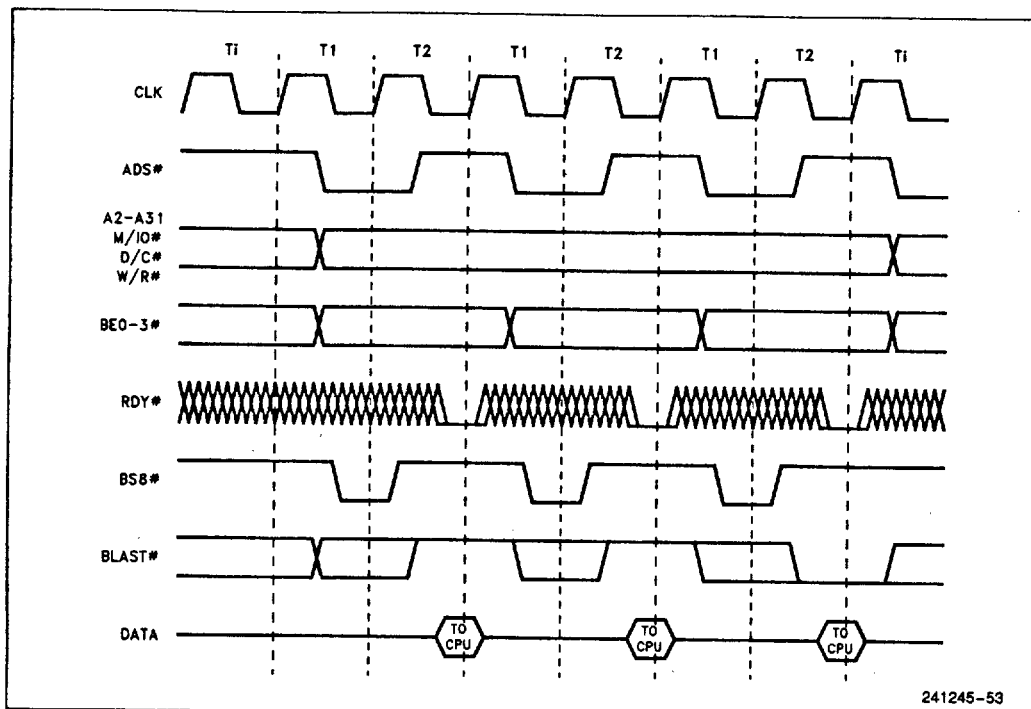 Ti T1 T2 T1 T2 T1 T2 Ti
CLK
ADS#
A2-A31
M/IO#
D/C#
W/R#
BE0-3#
RDY#
BS8#
BLAST#
DATA
TO CPU
TO CPU
TO CPU
241245-53